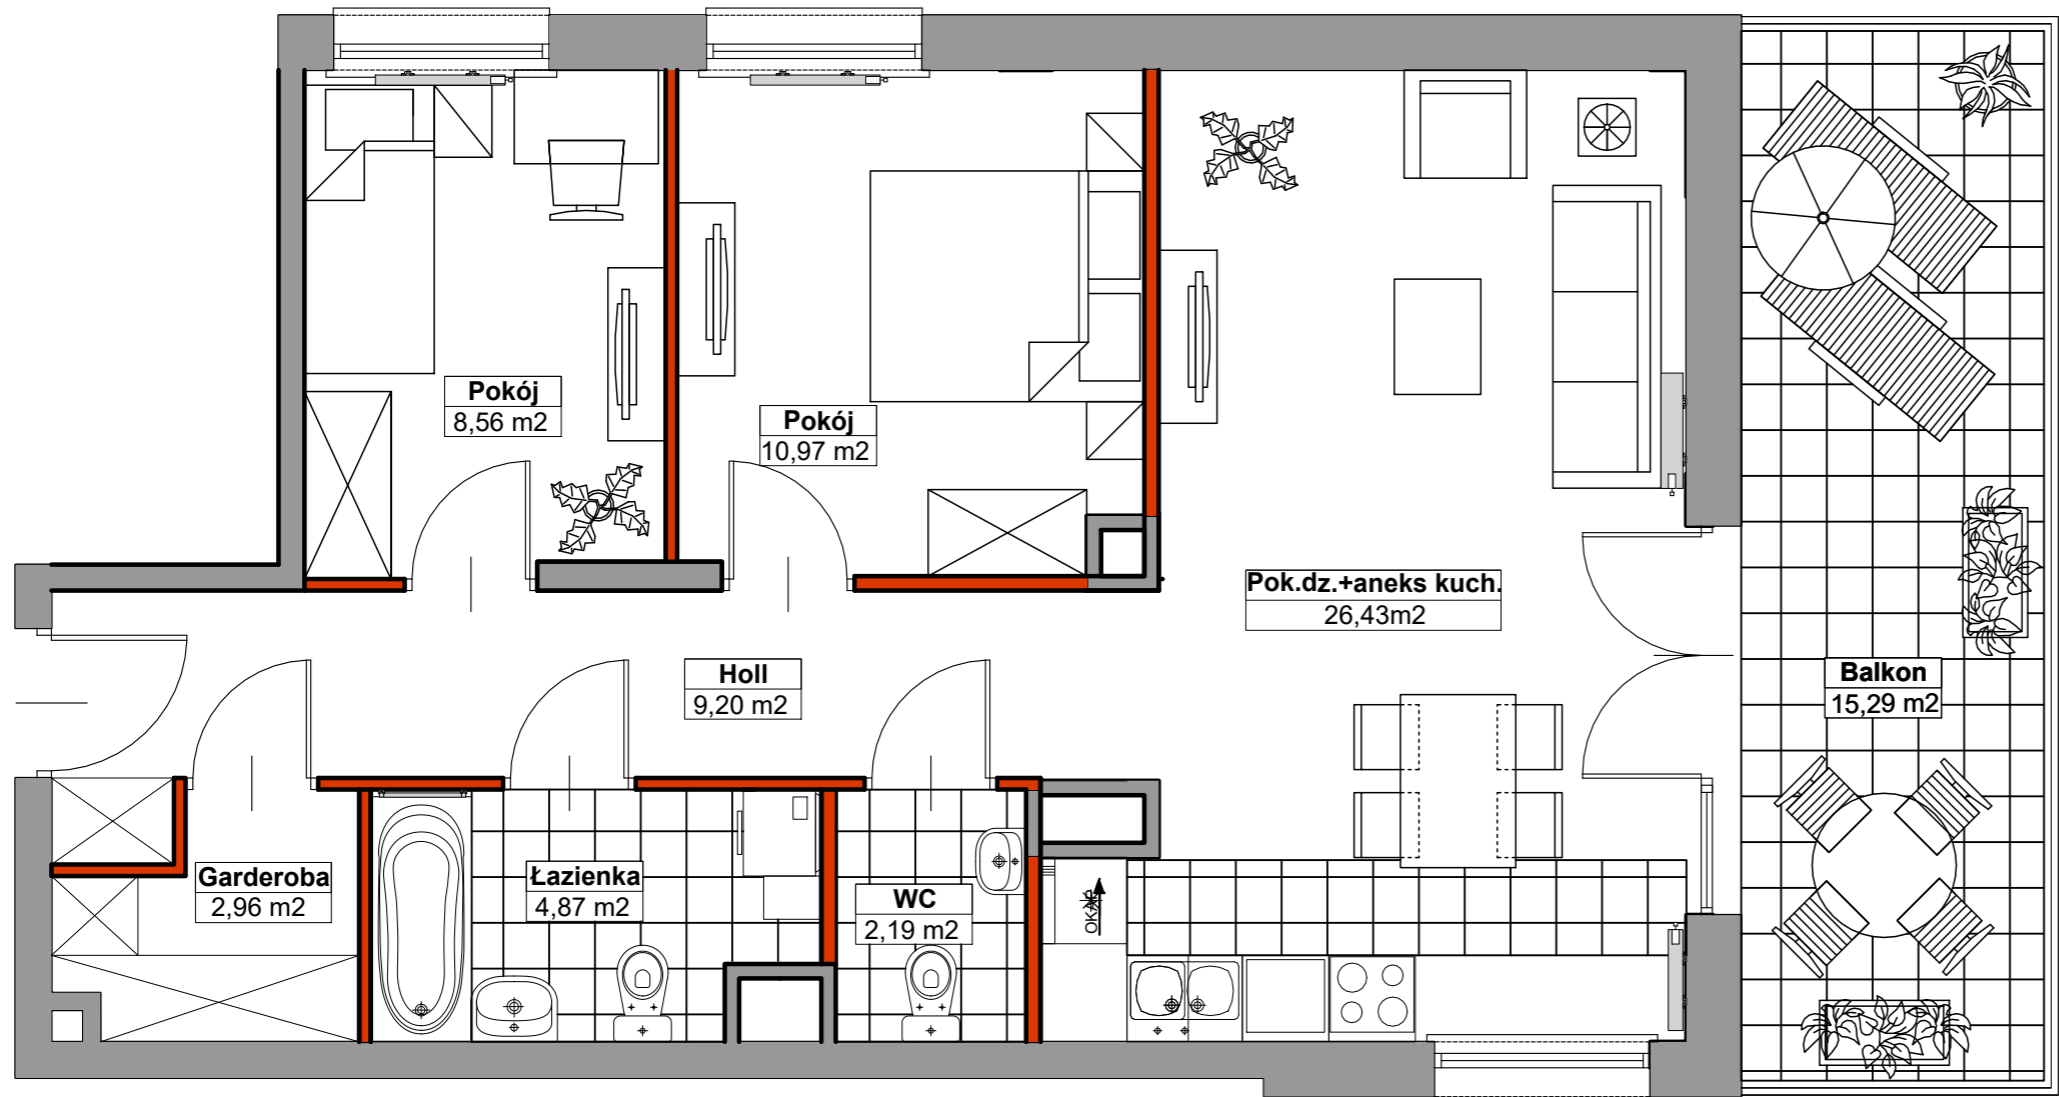 Pokój
8,56 m2
Pokój
10,97 m2
Pok.dz.+aneks kuch.
26,43m2
Holl
9,20 m2
Balkon
15,29 m2
Garderoba
2,96 m2
Łazienka
4,87 m2
WC
2,19 m2